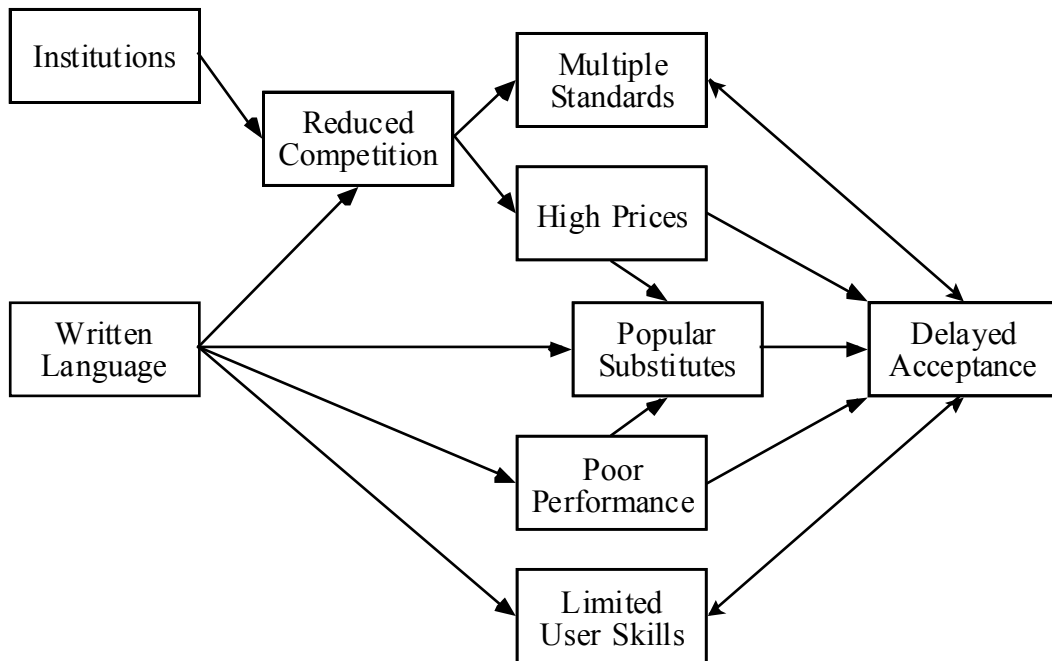 Institutions
Multiple
Standards
Reduced
Competition
High Prices
Written
Language
Popular
Substitutes
Delayed
Acceptance
Poor
Performance
Limited
User Skills